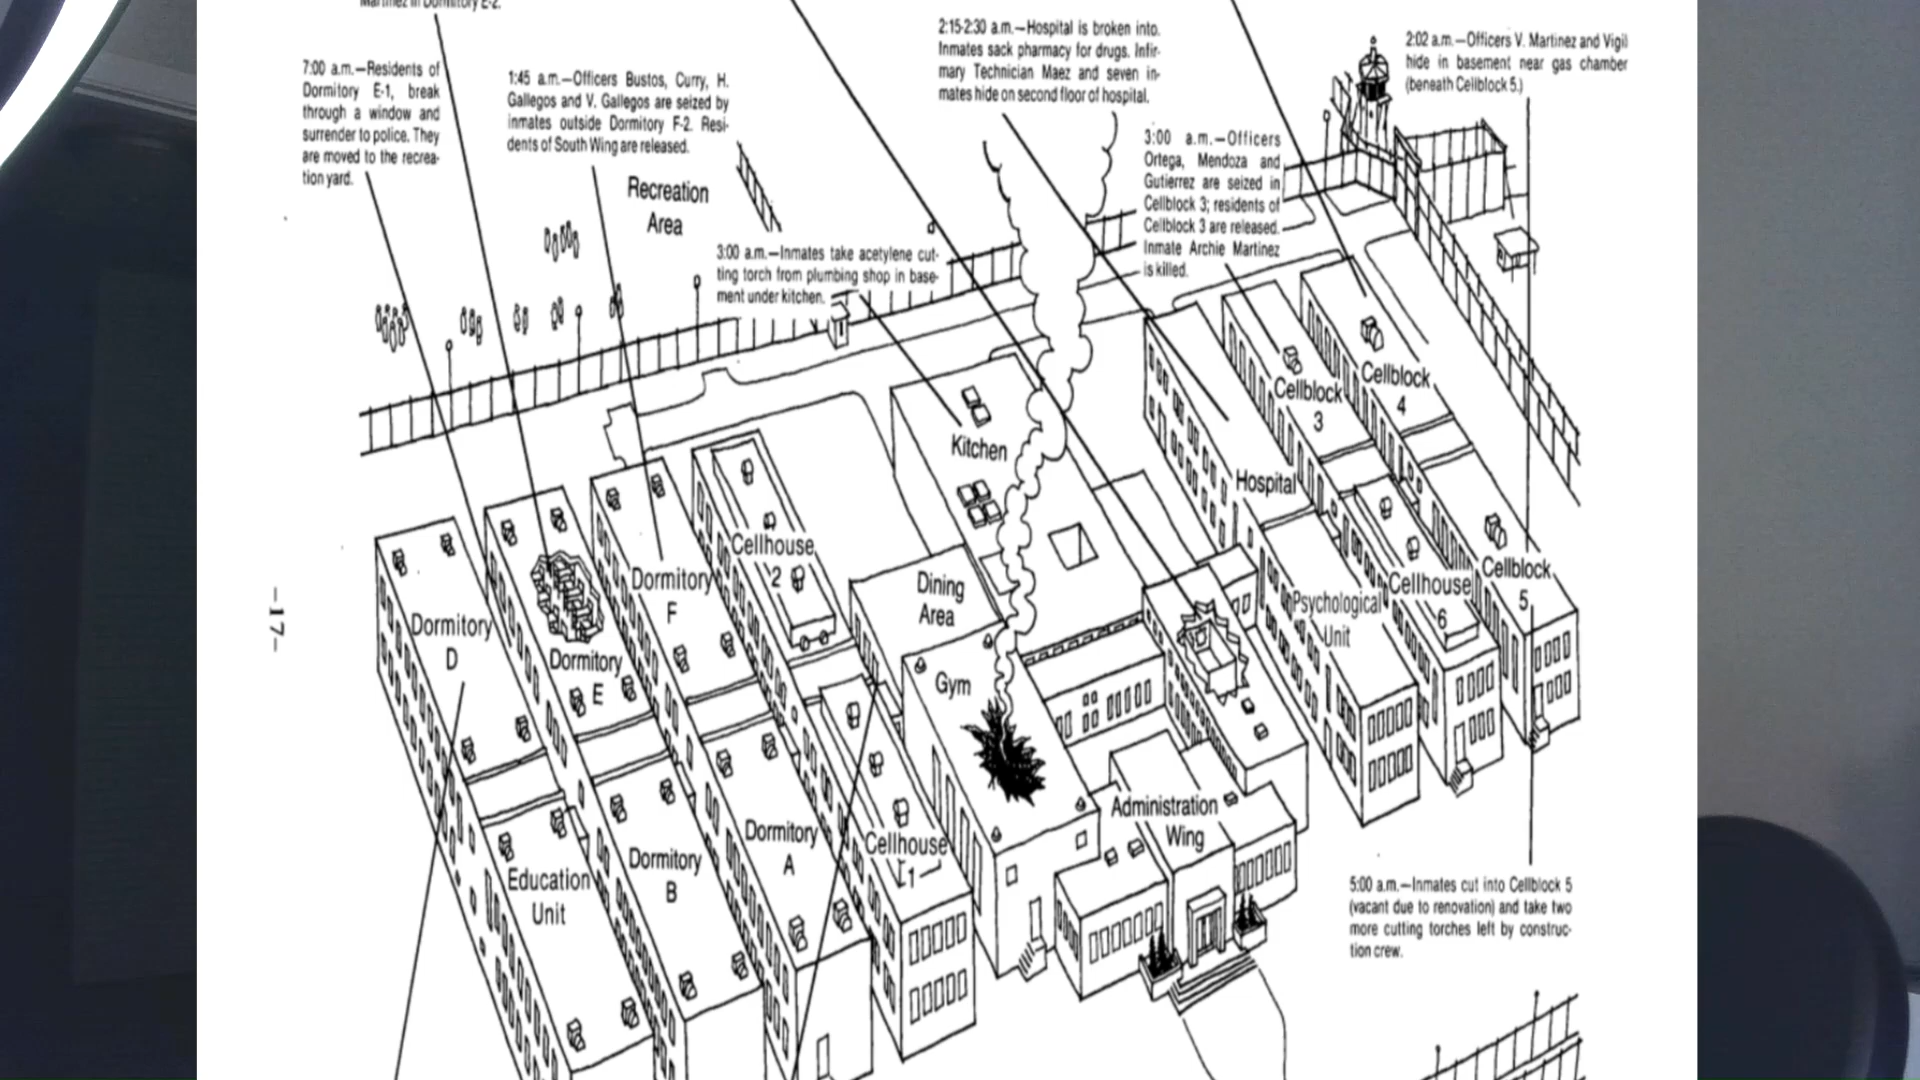 Martinez in Dormitory E-2.
7:00 a.m.—Residents of
Dormitory E-1, break
through a window and
surrender to police. They
are moved to the recrea-
tion yard.
1:45 a.m.—Officers Bustos, Curry, H.
Gallegos and V. Gallegos are seized by
inmates outside Dormitory F-2. Resi-
dents of South Wing are released.
2:15-2:30 a.m.—Hospital is broken into.
Inmates sack pharmacy for drugs. Infir-
mary Technician Maez and seven in-
mates hide on second floor of hospital.
2:02 a.m.—Officers V. Martinez and Vigil
hide in basement near gas chamber
(beneath Cellblock 5.)
3:00 a.m.—Officers
Ortega, Mendoza and
Gutierrez are seized in
Cellblock 3; residents of
Cellblock 3 are released.
Inmate Archie Martinez
is killed.
Recreation
Area
3:00 a.m.—Inmates take acetylene cut-
ting torch from plumbing shop in base-
ment under kitchen.
Cellblock
4
Cellblock
3
Kitchen
Hospital
Cellhouse
2
Cellblock
5
Dormitory
F
Dining
Area
Cellhouse
6
Psychological
Unit
Dormitory
D
Dormitory
E
Gym
Administration
Wing
Dormitory
A
Cellhouse
1
Dormitory
B
Education
Unit
5:00 a.m.—Inmates cut into Cellblock 5
(vacant due to renovation) and take two
more cutting torches left by construc-
tion crew.
-17-